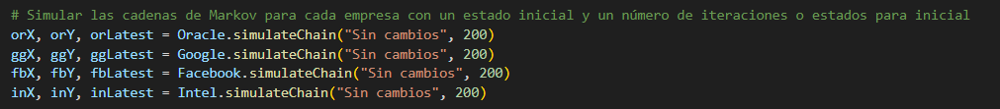 # Simular las cadenas de Markov para cada empresa con un estado inicial y un número de iteraciones o estados para inicial
orX, orY, orLatest = Oracle.simulateChain("Sin cambios", 200)
ggX, ggY, ggLatest = Google.simulateChain("Sin cambios", 200)
fbX, fbY, fbLatest = Facebook.simulateChain("Sin cambios", 200)
inX, inY, inLatest = Intel.simulateChain("Sin cambios", 200)